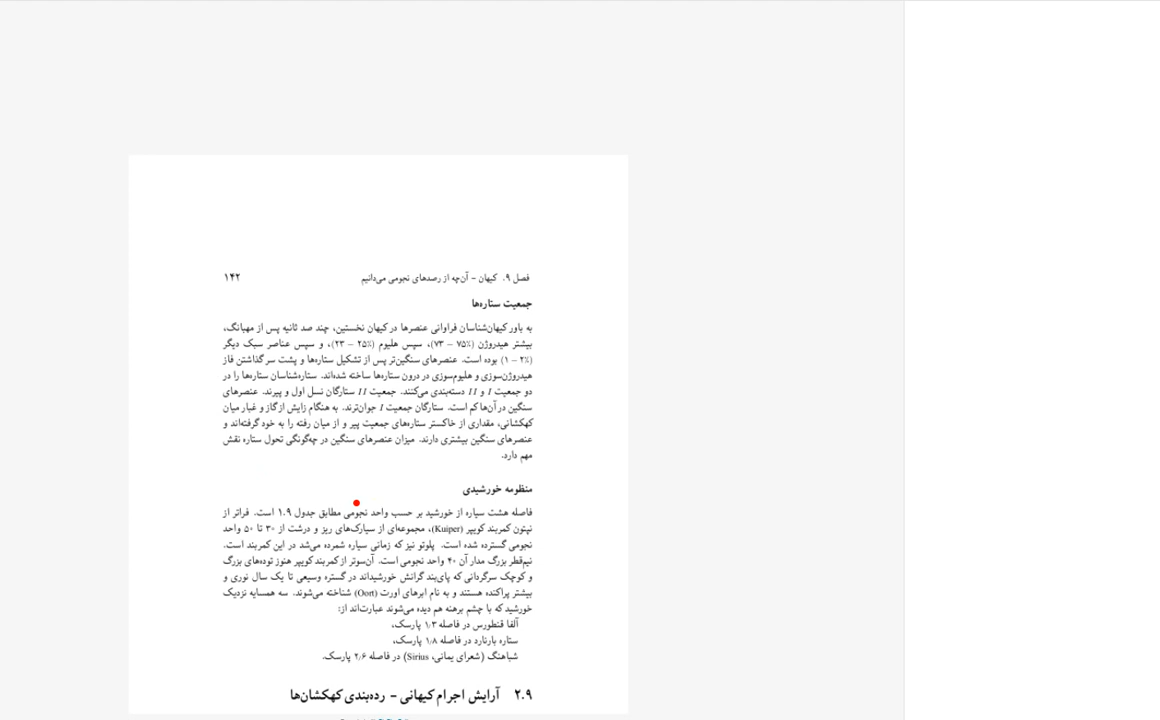 فصل ۹. کیهان - آن‌چه از رصدهای نجومی می‌دانیم ۱۴۲
جمعیت ستاره‌ها
به باور کیهان‌شناسان فراوانی عنصرها در کیهان نخستین، چند صد ثانیه پس از مهبانگ،
بیشتر هیدروژن (۷۵٪ – ۷۳)، سپس هلیوم (۲۵٪ – ۲۳)، و سپس عناصر سبک دیگر
(۲٪ – ۱) بوده است. عنصرهای سنگین‌تر پس از تشکیل ستاره‌ها و پشت سر گذاشتن فاز
هیدروژن‌سوزی و هلیوم‌سوزی در درون ستاره‌ها ساخته شده‌اند. ستاره‌شناسان ستاره‌ها را در
دو جمعیت I و II دسته‌بندی می‌کنند. جمعیت II ستارگان نسل اول و پیرند. عنصرهای
سنگین در آن‌ها کم است. ستارگان جمعیت I جوان‌ترند. به هنگام زایش از گاز و غبار میان
کهکشانی، مقداری از خاکستر ستاره‌های جمعیت پیر و از میان رفته را به خود گرفته‌اند و
عنصرهای سنگین بیشتری دارند. میزان عنصرهای سنگین در چه‌گونگی تحول ستاره نقش
مهم دارد.
منظومه خورشیدی
فاصله هشت سیاره از خورشید بر حسب واحد نجومی مطابق جدول ۱.۹ است. فراتر از
نپتون کمربند کویپر (Kuiper)، مجموعه‌ای از سیارک‌های ریز و درشت از ۳۰ تا ۵۰ واحد
نجومی گسترده شده است. پلوتو نیز که زمانی سیاره شمرده می‌شد در این کمربند است.
نیم‌قطر بزرگ مدار آن ۴۰ واحد نجومی است. آن‌سوتر از کمربند کویپر هنوز توده‌های بزرگ
و کوچک سرگردانی که پای‌بند گرانش خورشیداند در گستره وسیعی تا یک سال نوری و
بیشتر پراکنده هستند و به نام ابرهای اورت (Oort) شناخته می‌شوند. سه همسایه نزدیک
خورشید که با چشم برهنه هم دیده می‌شوند عبارت‌اند از:
آلفا قنطورس در فاصله ۱٫۳ پارسک،
ستاره بارنارد در فاصله ۱٫۸ پارسک،
شباهنگ (شعرای یمانی، Sirius) در فاصله ۲٫۶ پارسک.
۲.۹ آرایش اجرام کیهانی – رده‌بندی کهکشان‌ها